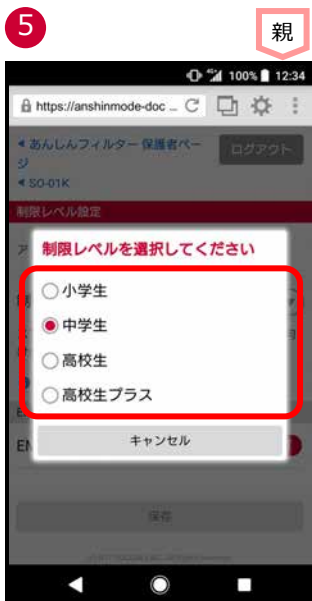 5
親
100% 12:34
https://anshinmode-doc …
あんしんフィルター 保護者ペー
ジ
ログアウト
SO-01K
制限レベル設定
ア
制限レベルを選択してください
小学生
中学生
高校生
高校生プラス
キャンセル
保存